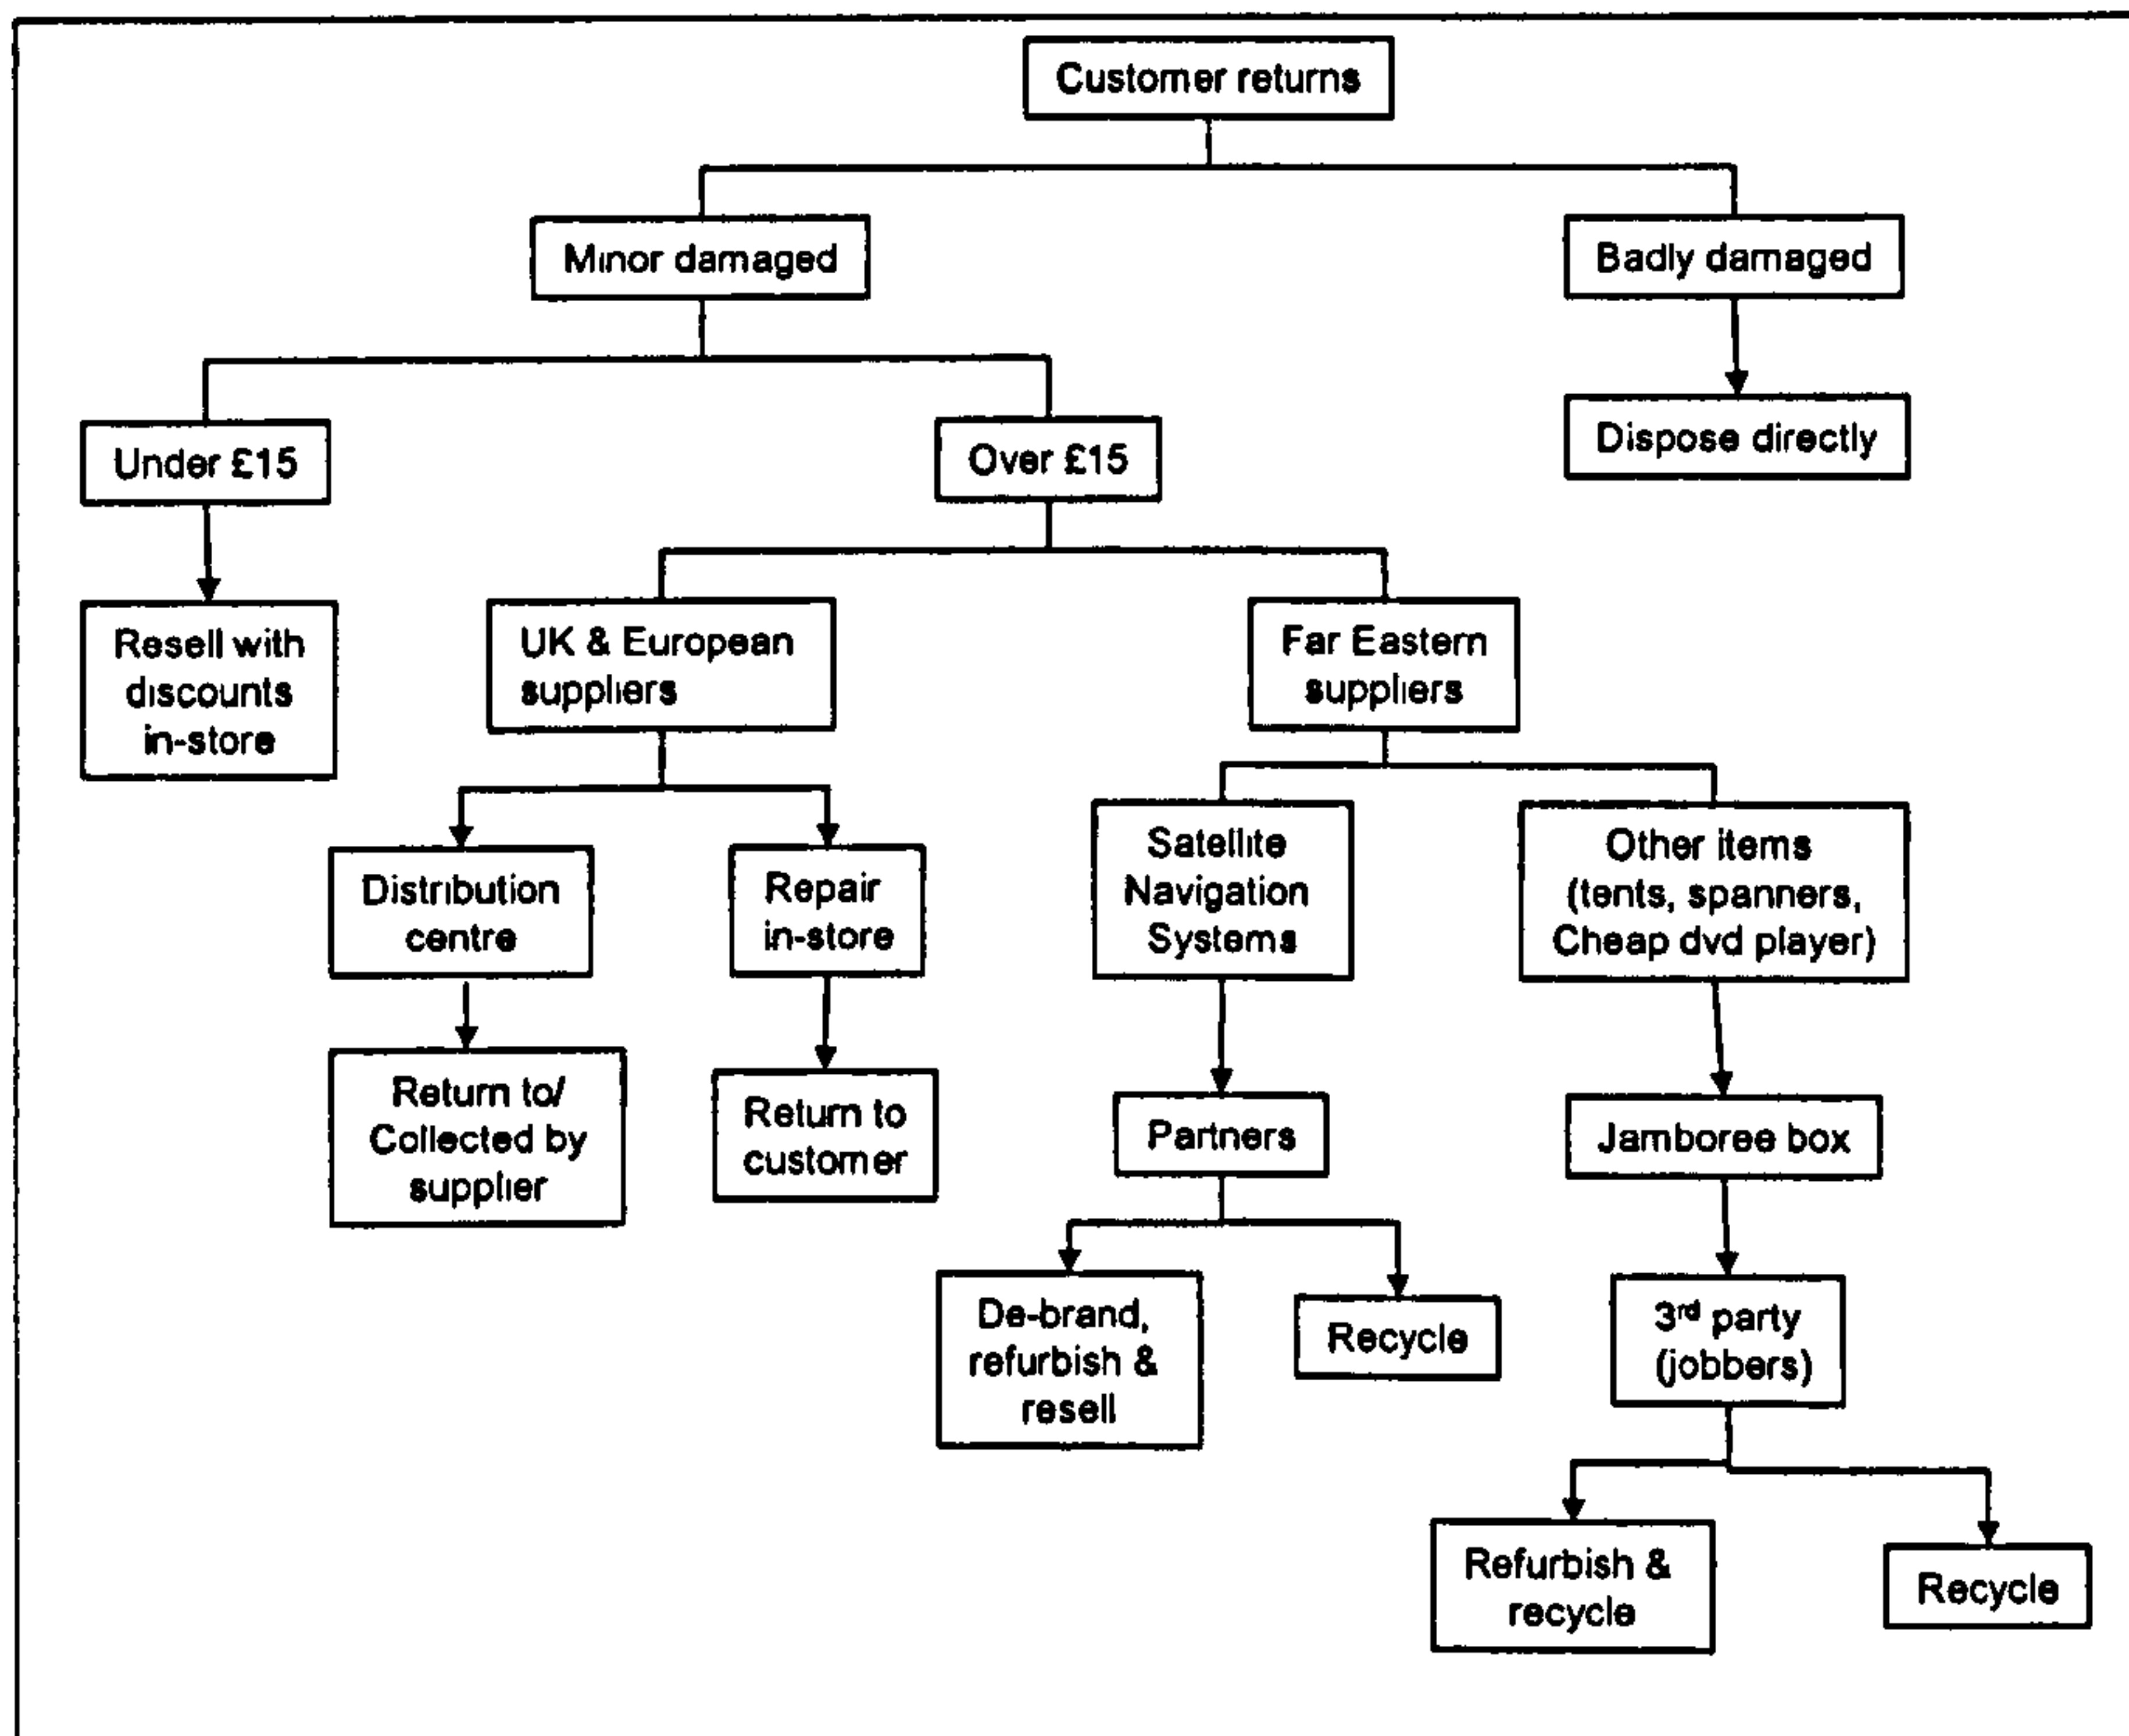 Customer returns
Minor damaged
Badly damaged
Under £15
Over £15
Dispose directly
Resell with
discounts
in-store
UK & European
suppliers
Far Eastern
suppliers
Distribution
centre
Repair
in-store
Satellite
Navigation
Systems
Other items
(tents, spanners,
Cheap dvd player)
Return to/
Collected by
supplier
Return to
customer
Partners
Jamboree box
De-brand,
refurbish &
resell
Recycle
3rd party
(jobbers)
Refurbish &
recycle
Recycle